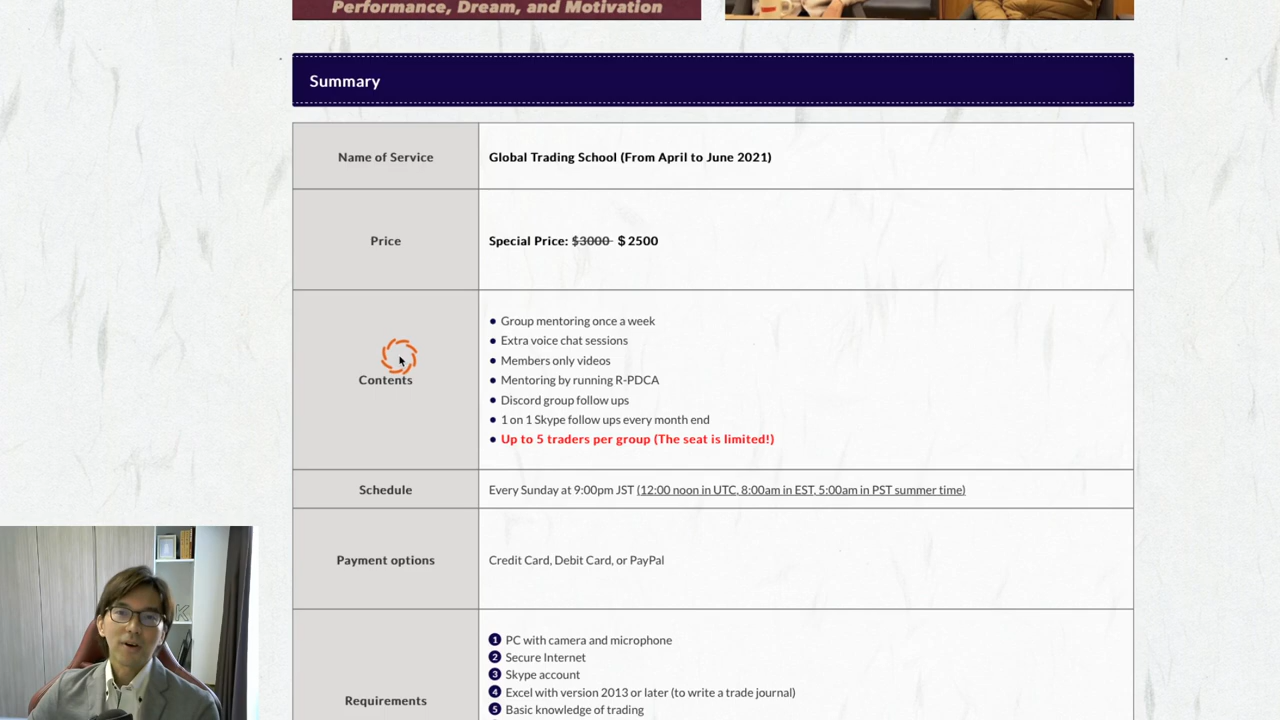 Performance, Dream, and Motivation
Summary
Name of Service
Global Trading School (From April to June 2021)
Price
Special Price: $3000 $ 2500
Contents
Group mentoring once a week
Extra voice chat sessions
Members only videos
Mentoring by running R-PDCA
Discord group follow ups
1 on 1 Skype follow ups every month end
Up to 5 traders per group (The seat is limited!)
Schedule
Every Sunday at 9:00pm JST (12:00 noon in UTC, 8:00am in EST, 5:00am in PST summer time)
Payment options
Credit Card, Debit Card, or PayPal
Requirements
1 PC with camera and microphone
2 Secure Internet
3 Skype account
4 Excel with version 2013 or later (to write a trade journal)
5 Basic knowledge of trading
K